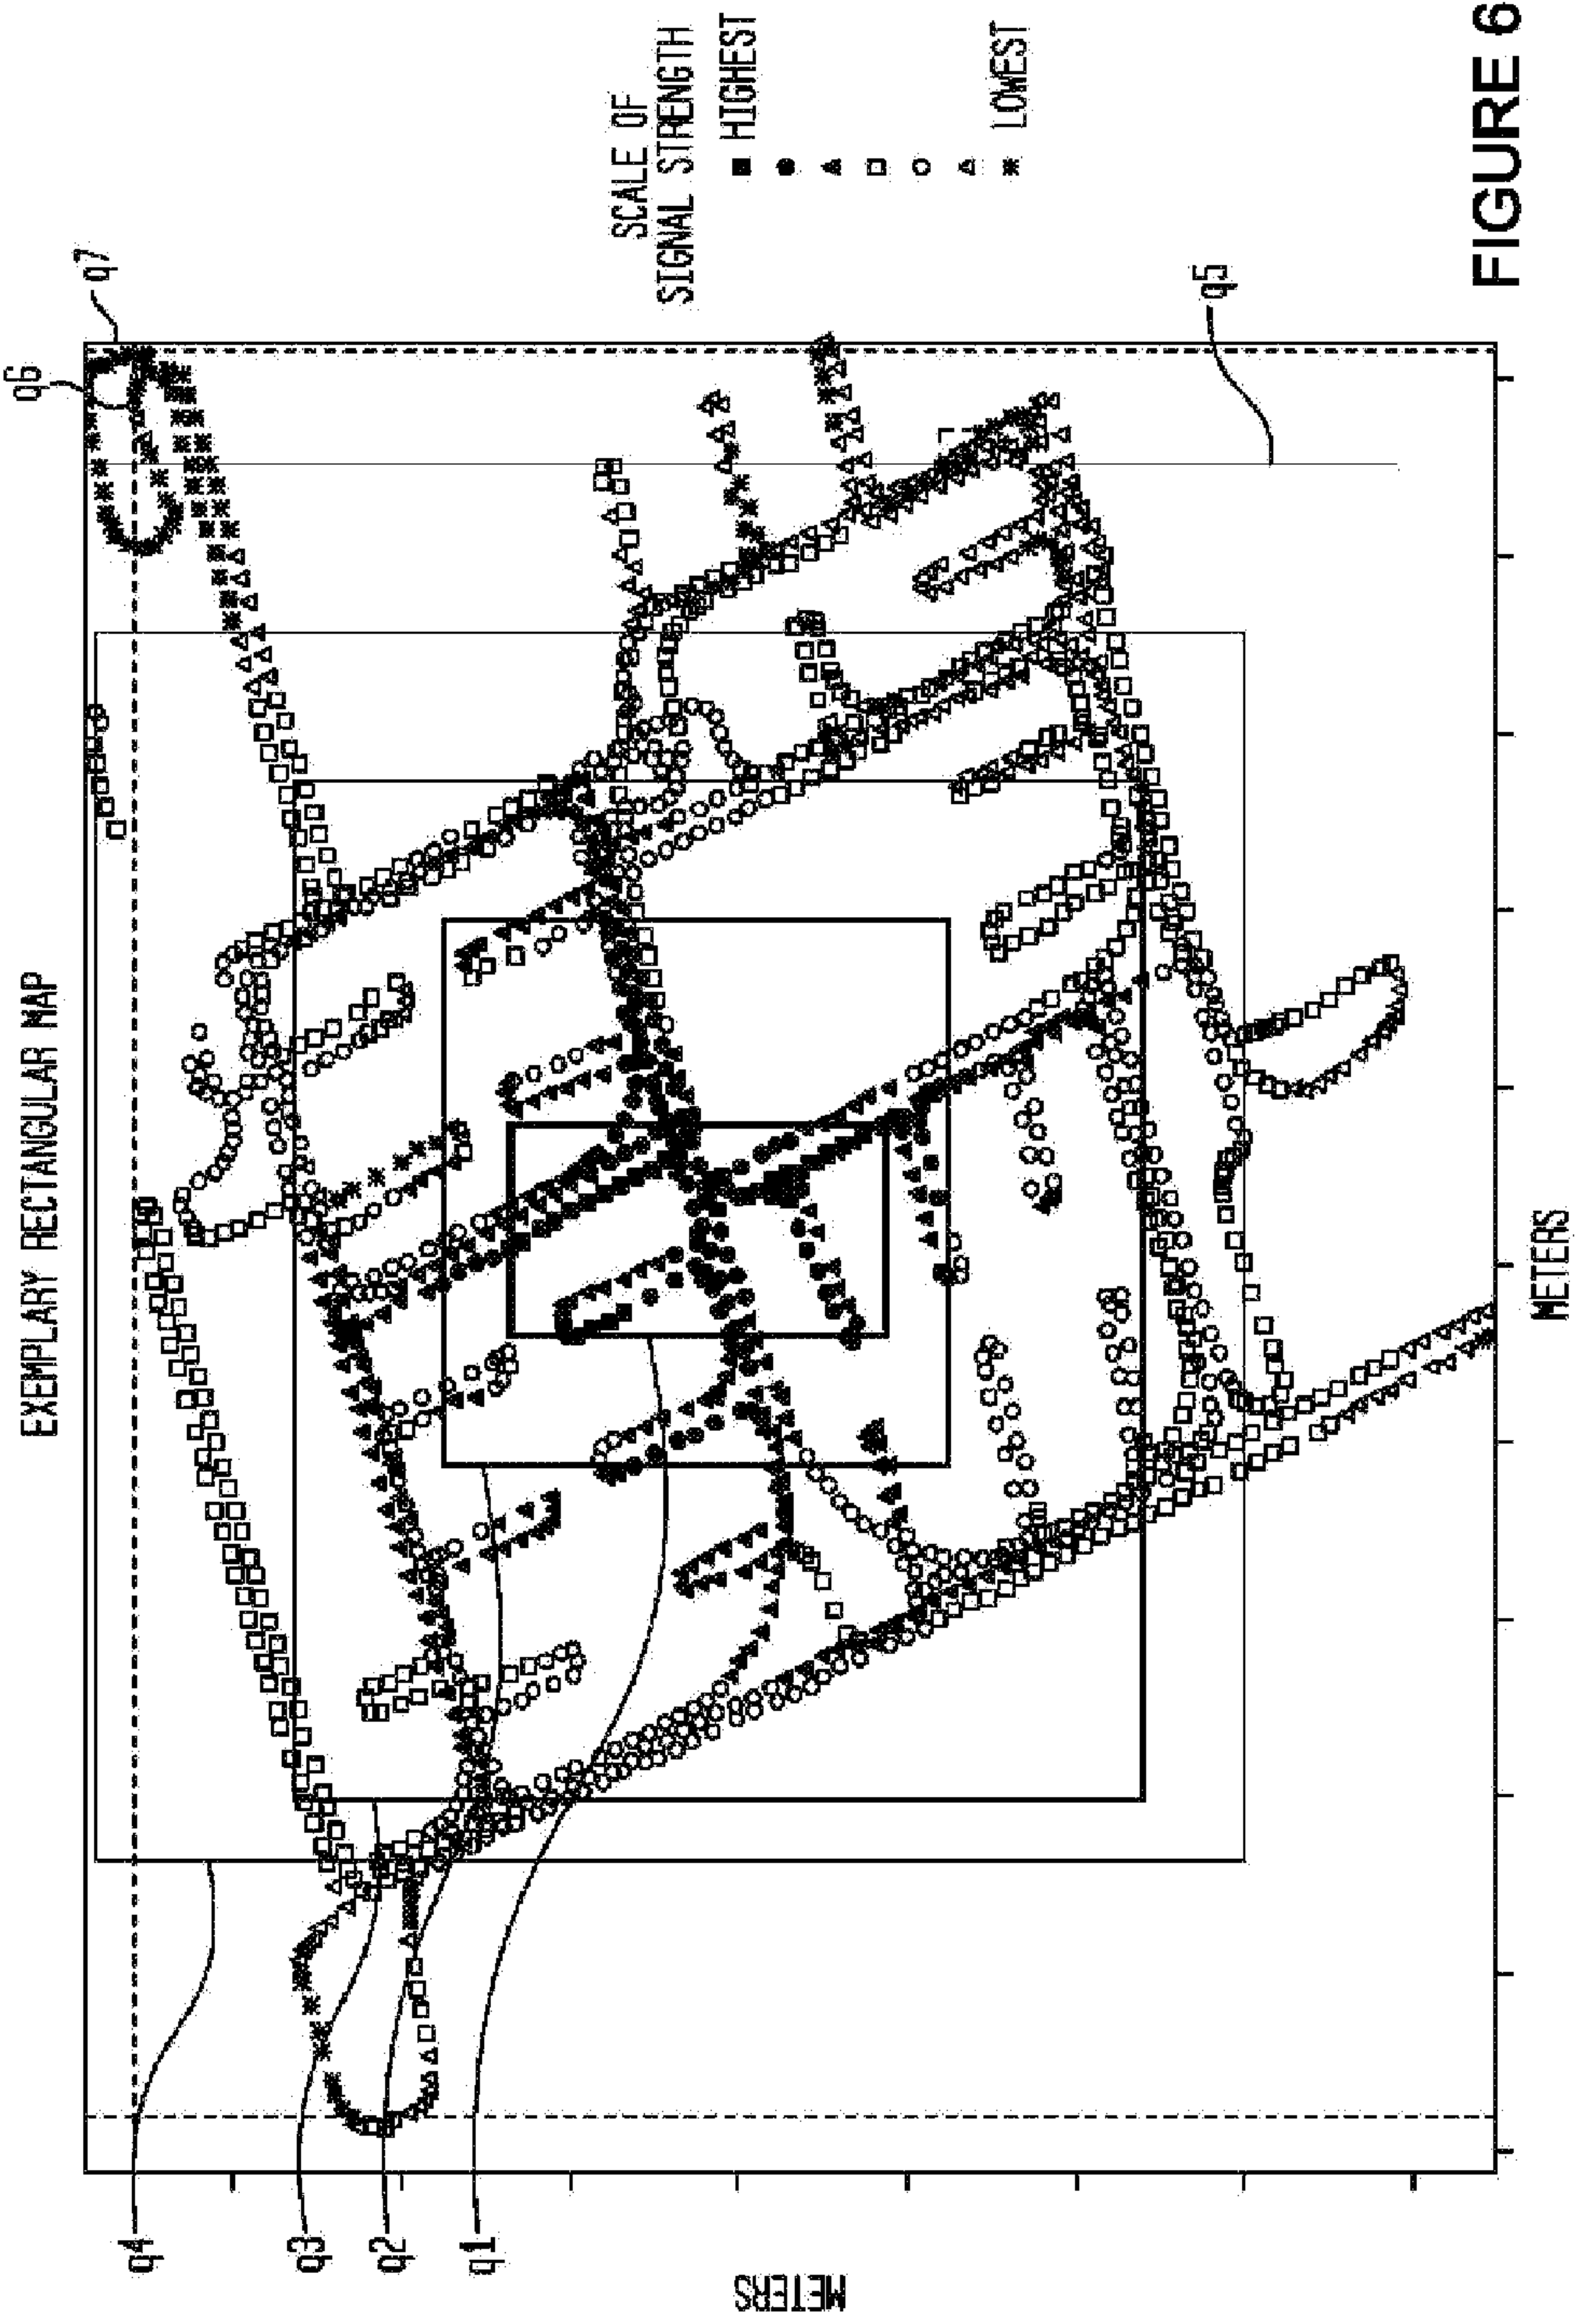 EXEMPLARY RECTANGULAR MAP
q6
q7
SCALE OF
SIGNAL STRENGTH
HIGHEST
LOWEST
q5
q4
q3
q2
q1
METERS
METERS
FIGURE 6